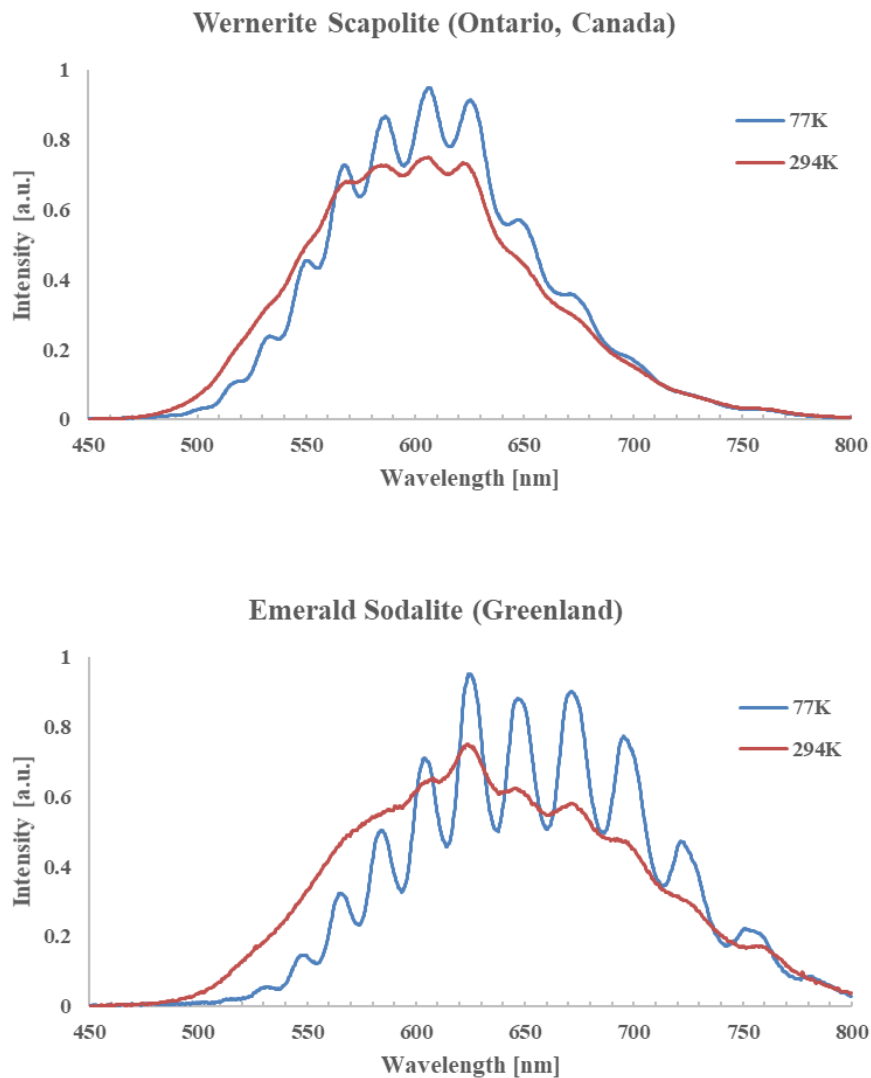 Wernerite Scapolite (Ontario, Canada)
1
0.8
0.6
0.4
0.2
0
Intensity [a.u.]
77K
294K
450 500 550 600 650 700 750 800
Wavelength [nm]
Emerald Sodalite (Greenland)
1
0.8
0.6
0.4
0.2
0
Intensity [a.u.]
77K
294K
450 500 550 600 650 700 750 800
Wavelength [nm]